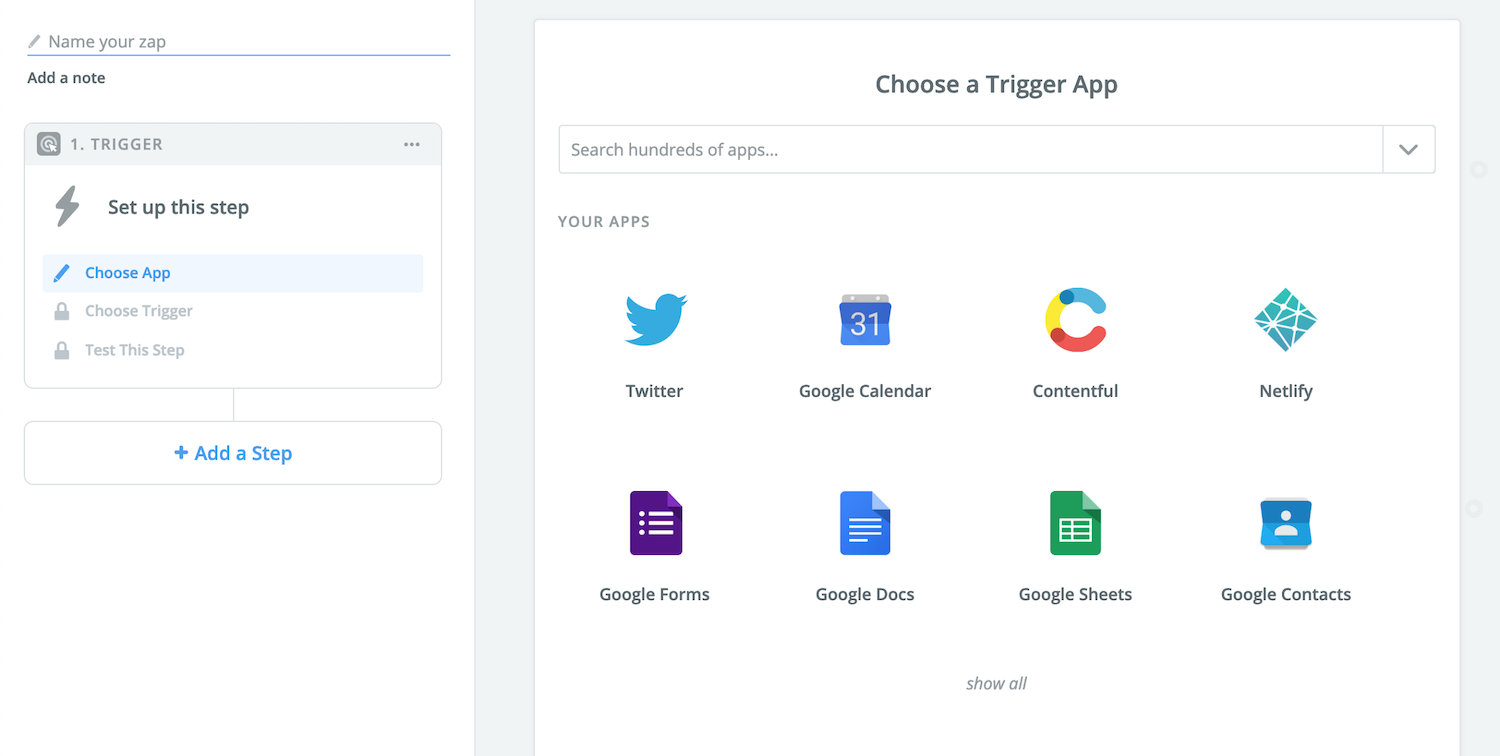 Name your zap
Add a note
1. TRIGGER
Set up this step
Choose App
Choose Trigger
Test This Step
+ Add a Step
Choose a Trigger App
Search hundreds of apps...
YOUR APPS
Twitter
31
Google Calendar
Contentful
Netlify
Google Forms
Google Docs
Google Sheets
Google Contacts
show all